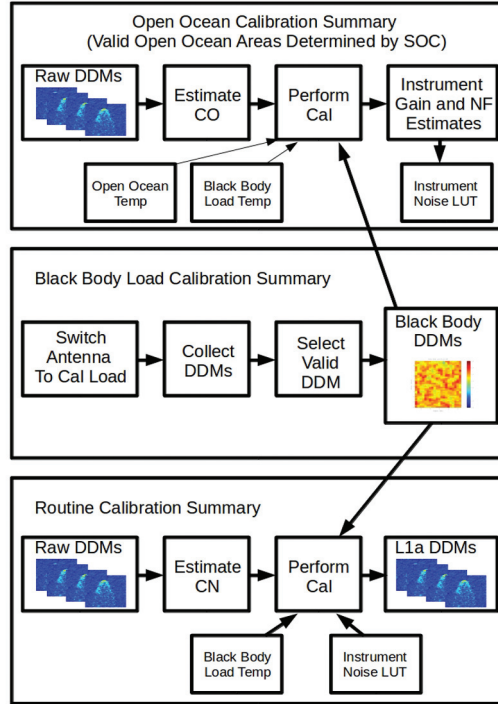 Open Ocean Calibration Summary
(Valid Open Ocean Areas Determined by SOC)
Raw DDMs
Estimate
CO
Perform
Cal
Instrument
Gain and NF
Estimates
Open Ocean
Temp
Black Body
Load Temp
Instrument
Noise LUT
Black Body Load Calibration Summary
Switch
Antenna
To Cal Load
Collect
DDMs
Select
Valid
DDM
Black Body
DDMs
Routine Calibration Summary
Raw DDMs
Estimate
CN
Perform
Cal
L1a DDMs
Black Body
Load Temp
Instrument
Noise LUT